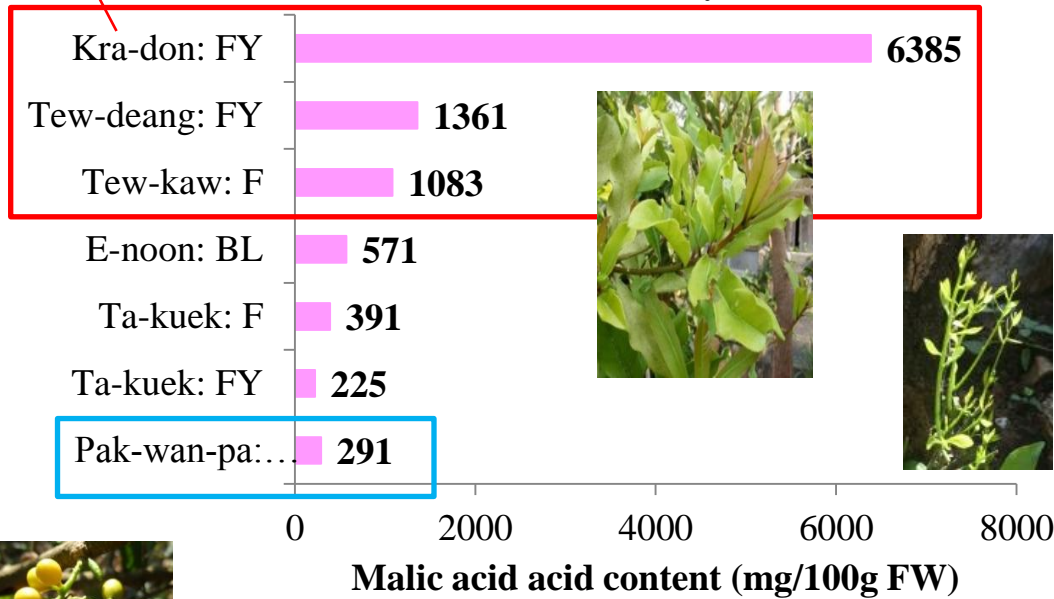 Kra-don: FY 6385
Tew-deang: FY 1361
Tew-kaw: F 1083
E-noon: BL 571
Ta-kuek: F 391
Ta-kuek: FY 225
Pak-wan-pa:… 291
0 2000 4000 6000 8000
Malic acid acid content (mg/100g FW)